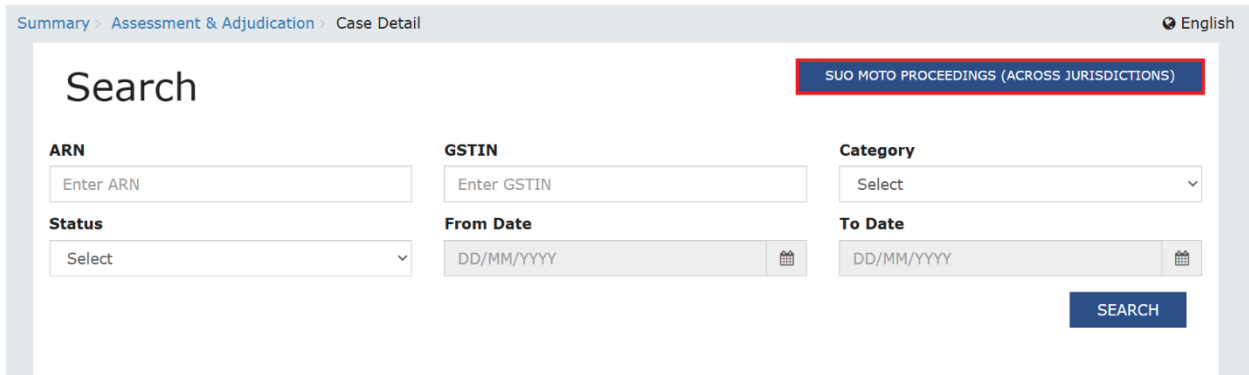 Summary > Assessment & Adjudication > Case Detail English
Search
SUO MOTO PROCEEDINGS (ACROSS JURISDICTIONS)
ARN GSTIN Category
Enter ARN Enter GSTIN Select
Status From Date To Date
Select DD/MM/YYYY DD/MM/YYYY
SEARCH